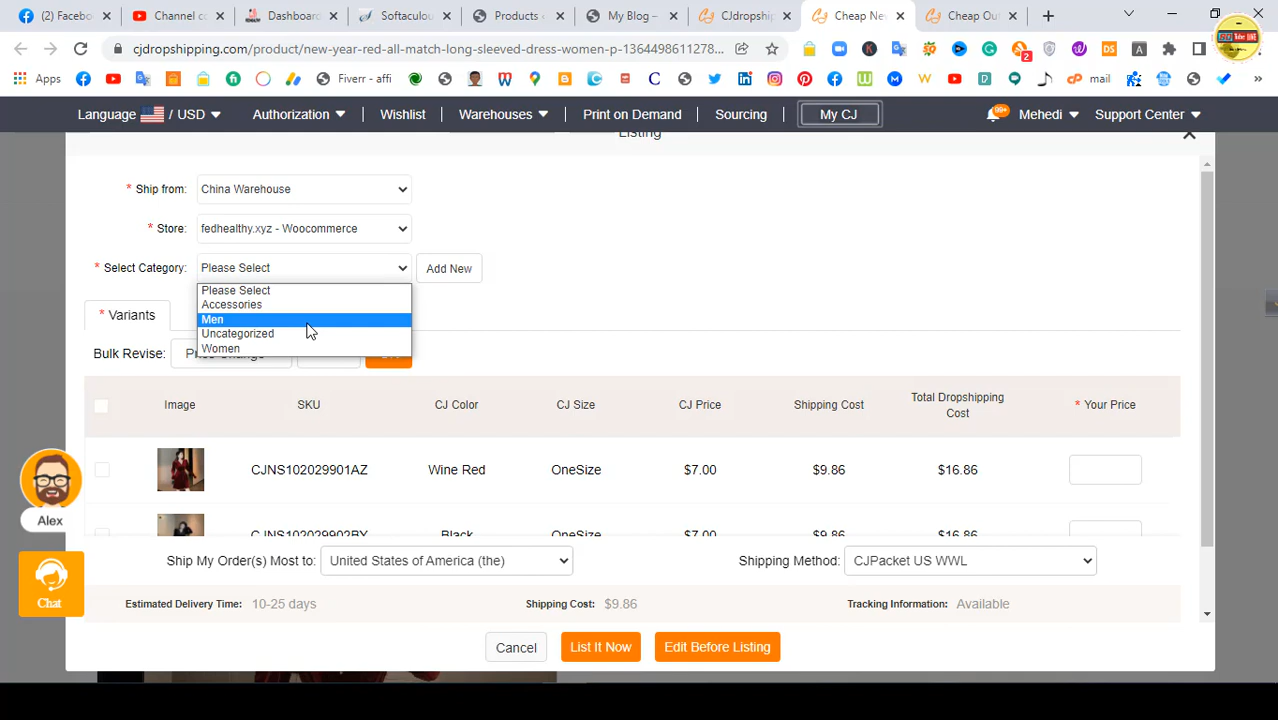 (2) Facebo
Channel cc
Dashboard
Softaculou
Products
My Blog –
CJdropship
Cheap Ne
Cheap Out
cjdropshipping.com/product/new-year-red-all-match-long-sleeved-dress-women-p-1364498611278...
2
Apps
Fiverr - affi
mail
»
Language / USD
Authorization
Wishlist
Warehouses
Print on Demand
Sourcing
My CJ
99+
Mehedi
Support Center
Listing
* Ship from: China Warehouse
* Store: fedhealthy.xyz - Woocommerce
* Select Category: Please Select
Add New
Please Select
Accessories
Men
Uncategorized
Women
* Variants
Bulk Revise:
Image
SKU
CJ Color
CJ Size
CJ Price
Shipping Cost
Total Dropshipping Cost
* Your Price
CJNS102029901AZ
Wine Red
OneSize
$7.00
$9.86
$16.86
CJNS102029902BY
Black
OneSize
$7.00
$9.86
$16.86
Alex
Chat
Ship My Order(s) Most to: United States of America (the)
Shipping Method: CJPacket US WWL
Estimated Delivery Time: 10-25 days
Shipping Cost: $9.86
Tracking Information: Available
Cancel
List It Now
Edit Before Listing